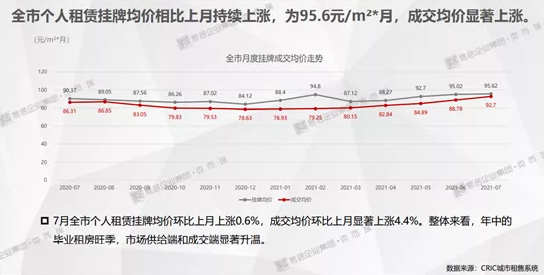 全市个人租赁挂牌均价相比上月持续上涨，为95.6元/m²*月，成交均价显著上涨。
(元/m²*月)
全市月度挂牌成交均价走势
120
100
80
60
40
20
0
90.37 89.05 87.56 86.26 87.02 84.12 88.4 94.8 87.12 88.27 92.7 95.02 95.62
86.31 86.85 83.05 79.83 79.53 78.63 78.93 79.25 80.15 82.84 84.89 88.78 92.7
2020-07 2020-08 2020-09 2020-10 2020-11 2020-12 2021-01 2021-02 2021-03 2021-04 2021-05 2021-06 2021-07
挂牌均价 成交均价
7月全市个人租赁挂牌均价环比上月上涨0.6%，成交均价环比上月显著上涨4.4%。整体来看，年中的
毕业租房旺季，市场供给端和成交端显著升温。
数据来源：CRIC城市租售系统